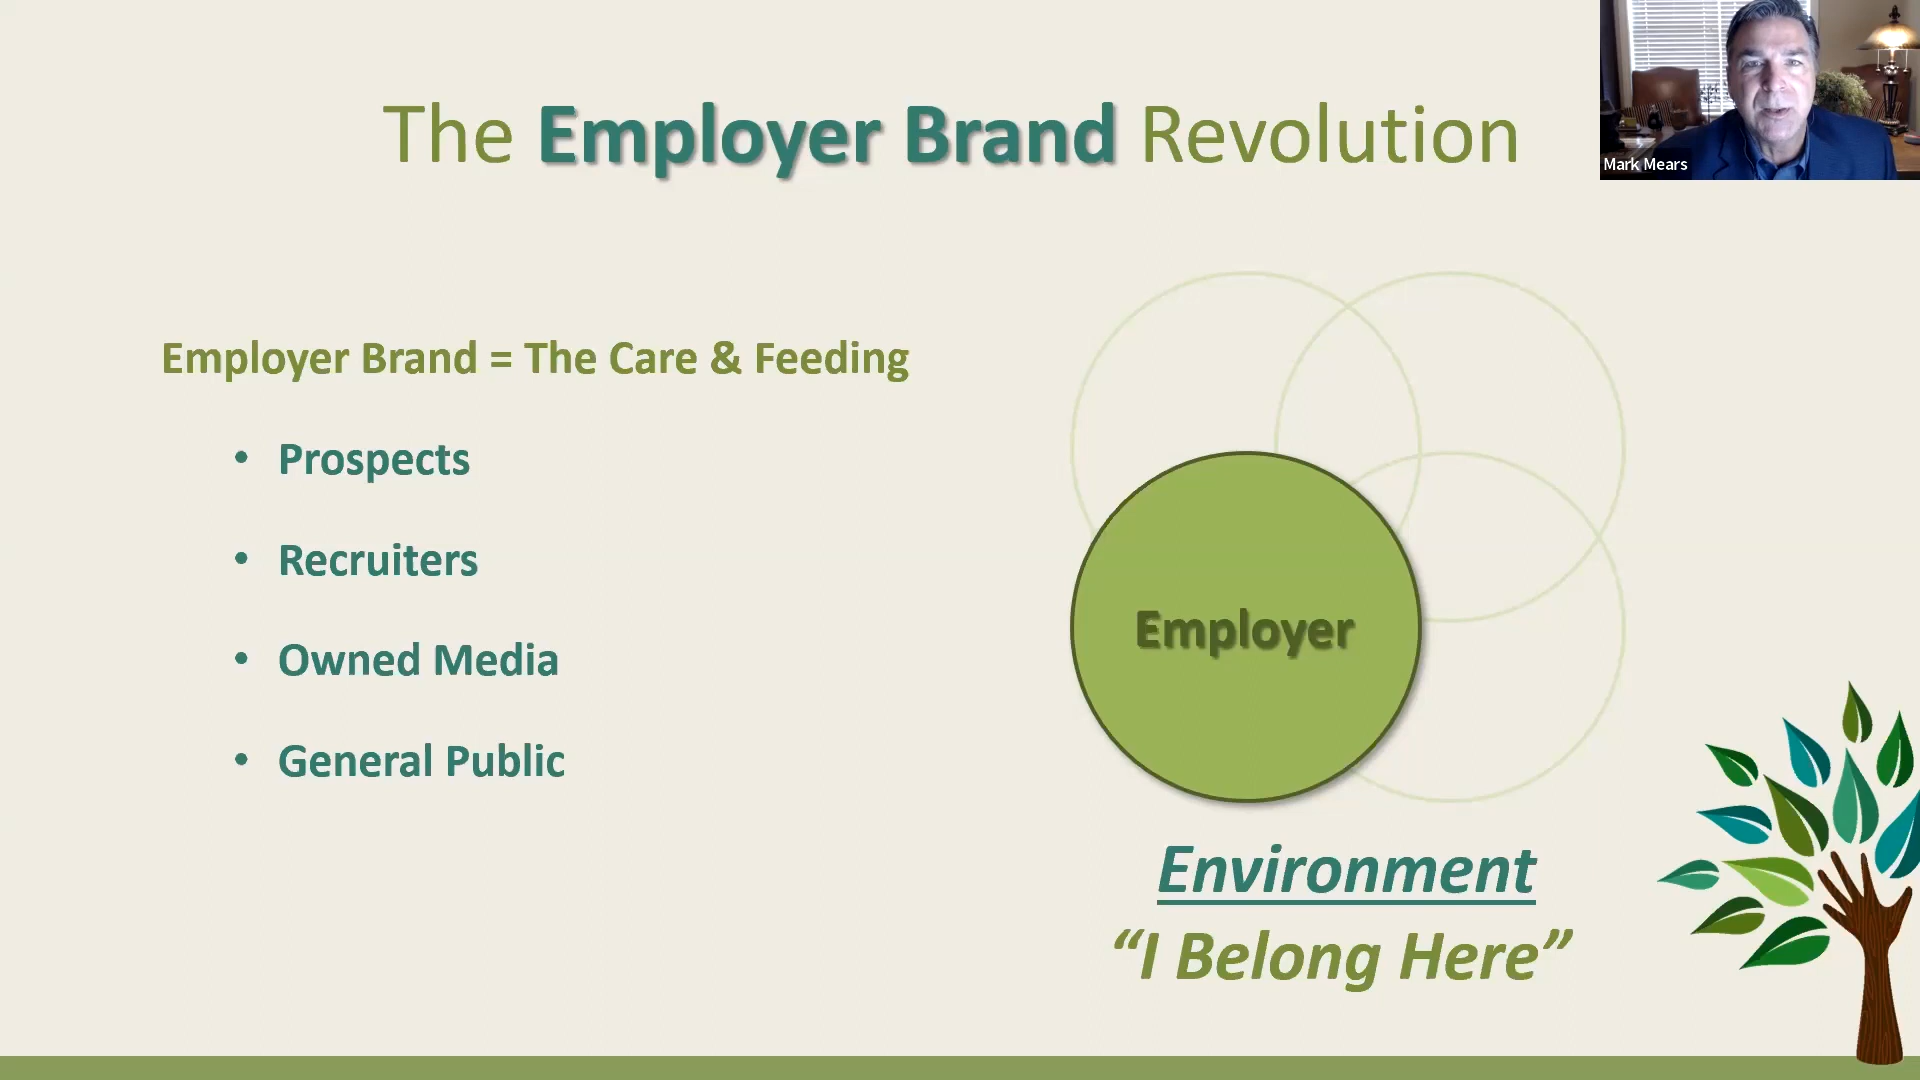 The Employer Brand Revolution
Mark Mears
Employer Brand = The Care & Feeding
• Prospects
• Recruiters
• Owned Media
• General Public
Employer
Environment
“I Belong Here”